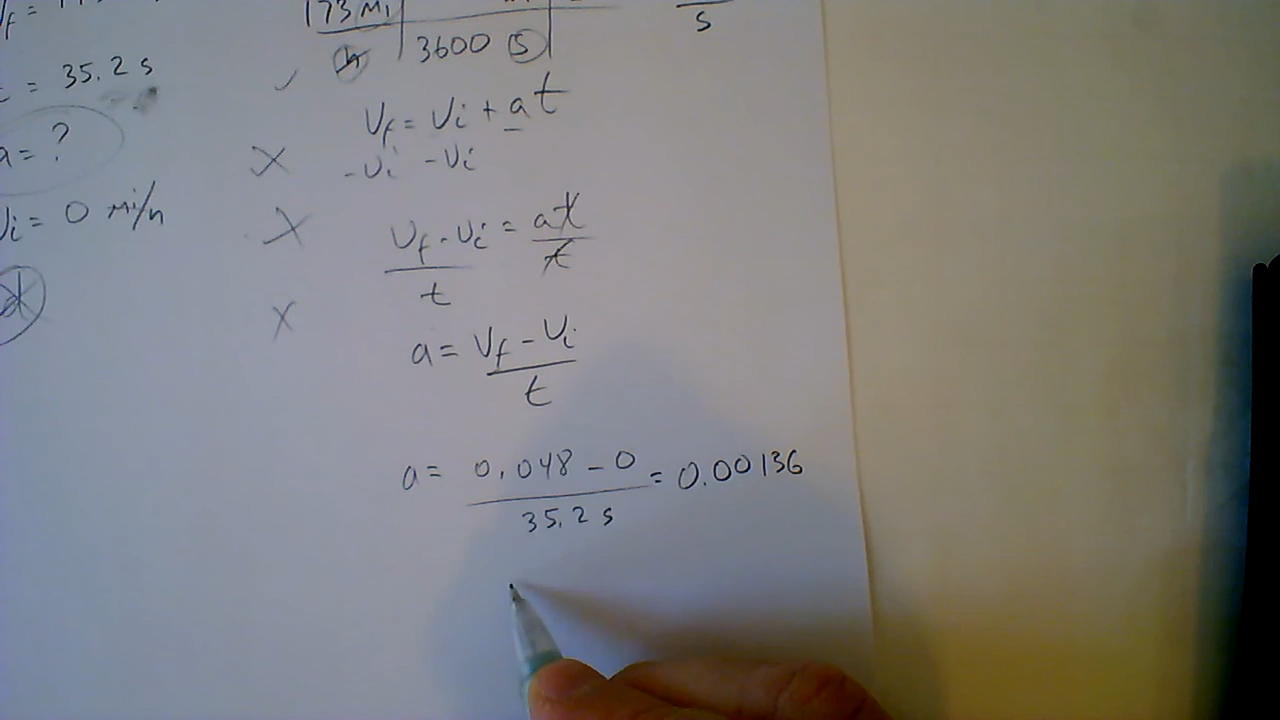 173 Mi
s
3600 s
= 35.2 s
Vf = Vi + at
a = ?
-Vi -Vi
Vi = 0 Mi/h
Vf - Vi = at
t t
a = Vf - Vi
t
a = 0.048 - 0 = 0.00136
35.2 s